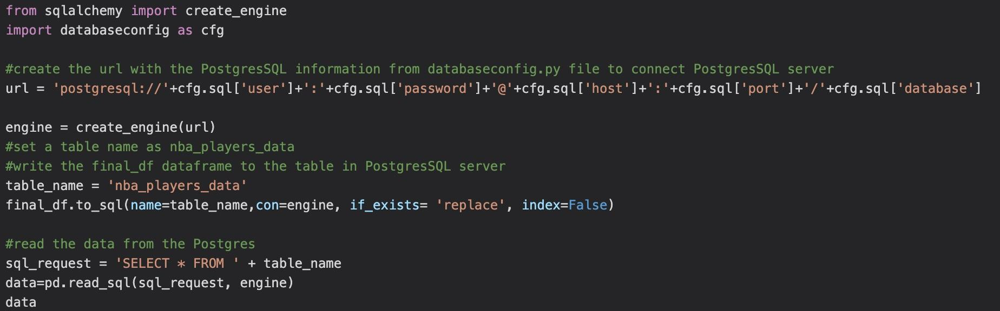 from sqlalchemy import create_engine
import databaseconfig as cfg
#create the url with the PostgresSQL information from databaseconfig.py file to connect PostgresSQL server
url = 'postgresql://'+cfg.sql['user']+':'+cfg.sql['password']+'@'+cfg.sql['host']+':'+cfg.sql['port']+'/'+cfg.sql['database']
engine = create_engine(url)
#set a table name as nba_players_data
#write the final_df dataframe to the table in PostgresSQL server
table_name = 'nba_players_data'
final_df.to_sql(name=table_name,con=engine, if_exists= 'replace', index=False)
#read the data from the Postgres
sql_request = 'SELECT * FROM ' + table_name
data=pd.read_sql(sql_request, engine)
data